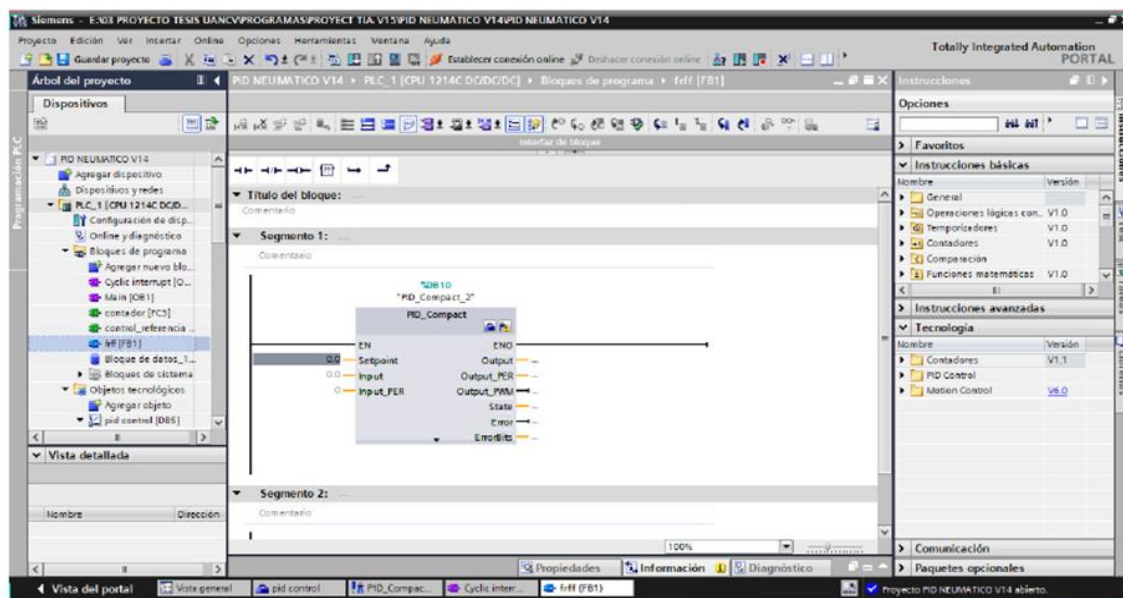 Siemens - E:\03 PROYECTO TESIS UANCV\PROGRAMAS\PROYECT TIA V15\PID NEUMATICO V14\PID NEUMATICO V14
Proyecto Edición Ver Insertar Online Opciones Herramientas Ventana Ayuda
Totally Integrated Automation
PORTAL
Guardar proyecto
Establecer conexión online
Deshacer conexión online
Árbol del proyecto
PID NEUMATICO V14 ▸ PLC_1 [CPU 1214C DC/DC/DC] ▸ Bloques de programa ▸ frff [FB1]
Instrucciones
Dispositivos
Opciones
Interfaz de bloques
Programación PLC
PID NEUMATICO V14
Agregar dispositivo
Dispositivos y redes
PLC_1 [CPU 1214C DC/D...
Configuración de disp...
Online y diagnóstico
Bloques de programa
Agregar nuevo blo...
Cyclic interrupt [O...
Main [OB1]
contador [FC3]
control_referencia ...
frff [FB1]
Bloque de datos_1...
Bloques de sistema
Objetos tecnológicos
Agregar objeto
pid control [DB5]
Vista detallada
Nombre Dirección
Título del bloque:
Comentario
Segmento 1:
Comentario
%DB10
"PID_Compact_2"
PID_Compact
EN ENO
0.0 Setpoint Output
0.0 Input Output_PER
0 Input_PER Output_PWM
State
Error
ErrorBits
Segmento 2:
Comentario
100%
Favoritos
Instrucciones básicas
Nombre Versión
General
Operaciones lógicas con... V1.0
Temporizadores V1.0
Contadores V1.0
Comparación
Funciones matemáticas V1.0
Instrucciones avanzadas
Tecnología
Nombre Versión
Contadores V1.1
PID Control
Motion Control V6.0
Comunicación
Paquetes opcionales
Propiedades Información Diagnóstico
Vista del portal Vista general pid control PID_Compac... Cyclic interr... frff (FB1)
Proyecto PID NEUMATICO V14 abierto.